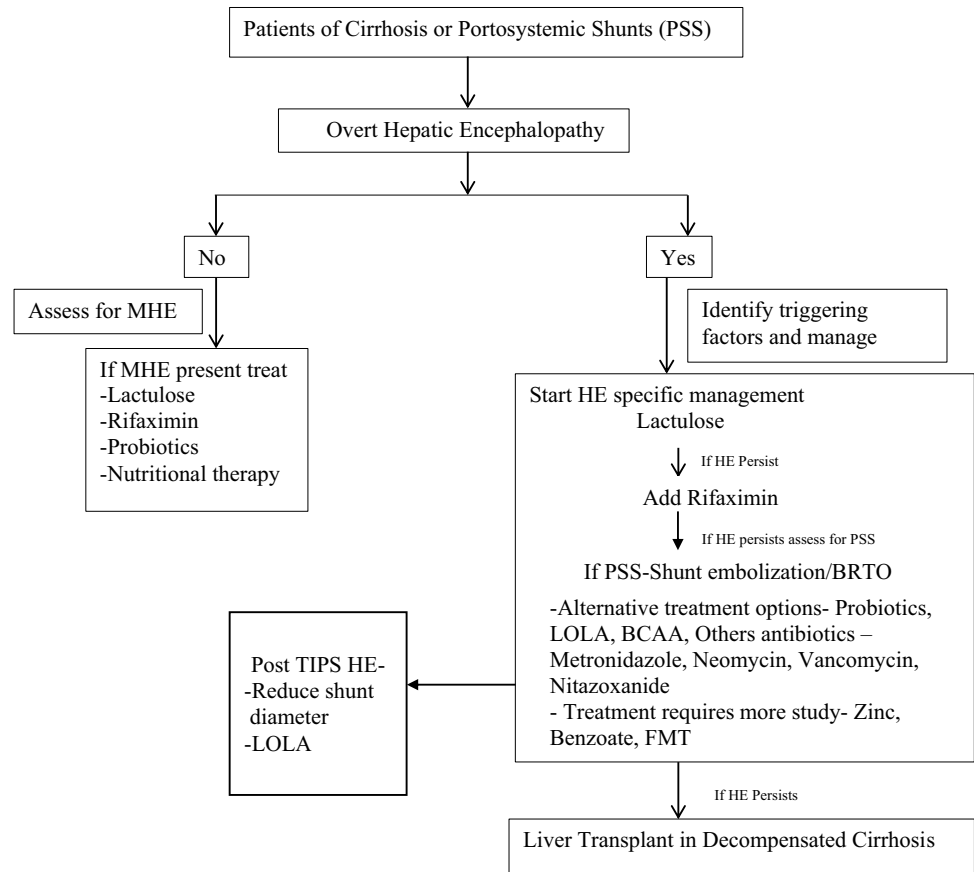 Patients of Cirrhosis or Portosystemic Shunts (PSS)
Overt Hepatic Encephalopathy
No
Yes
Assess for MHE
Identify triggering
factors and manage
If MHE present treat
-Lactulose
-Rifaximin
-Probiotics
-Nutritional therapy
Start HE specific management
Lactulose
If HE Persist
Add Rifaximin
If HE persists assess for PSS
If PSS-Shunt embolization/BRTO
-Alternative treatment options- Probiotics,
LOLA, BCAA, Others antibiotics –
Metronidazole, Neomycin, Vancomycin,
Nitazoxanide
- Treatment requires more study- Zinc,
Benzoate, FMT
Post TIPS HE-
-Reduce shunt
diameter
-LOLA
If HE Persists
Liver Transplant in Decompensated Cirrhosis